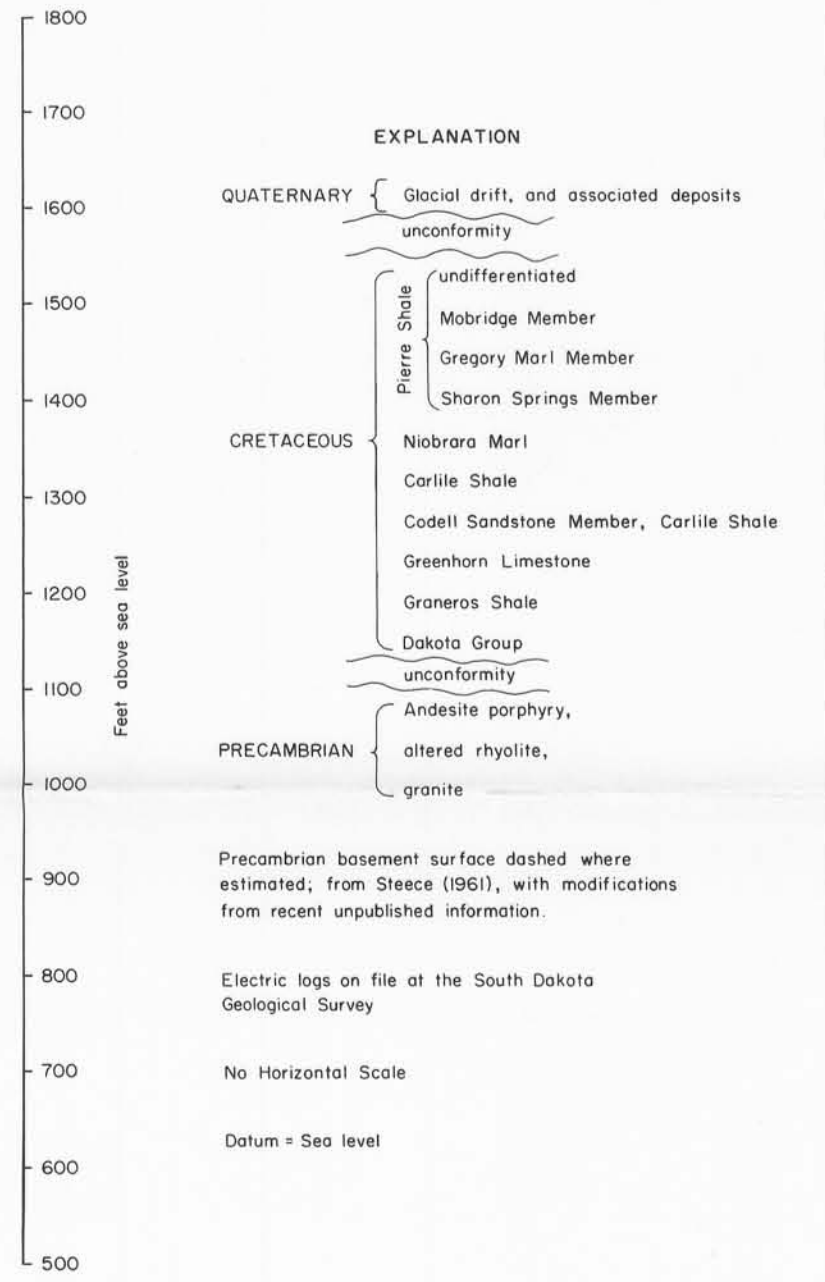 1800
1700
1600
1500
1400
1300
1200
1100
1000
900
800
700
600
500
Feet above sea level
EXPLANATION
QUATERNARY { Glacial drift, and associated deposits
unconformity
CRETACEOUS
Pierre Shale
undifferentiated
Mobridge Member
Gregory Marl Member
Sharon Springs Member
Niobrara Marl
Carlile Shale
Codell Sandstone Member, Carlile Shale
Greenhorn Limestone
Graneros Shale
Dakota Group
unconformity
PRECAMBRIAN
Andesite porphyry,
altered rhyolite,
granite
Precambrian basement surface dashed where
estimated; from Steece (1961), with modifications
from recent unpublished information.
Electric logs on file at the South Dakota
Geological Survey
No Horizontal Scale
Datum = Sea level